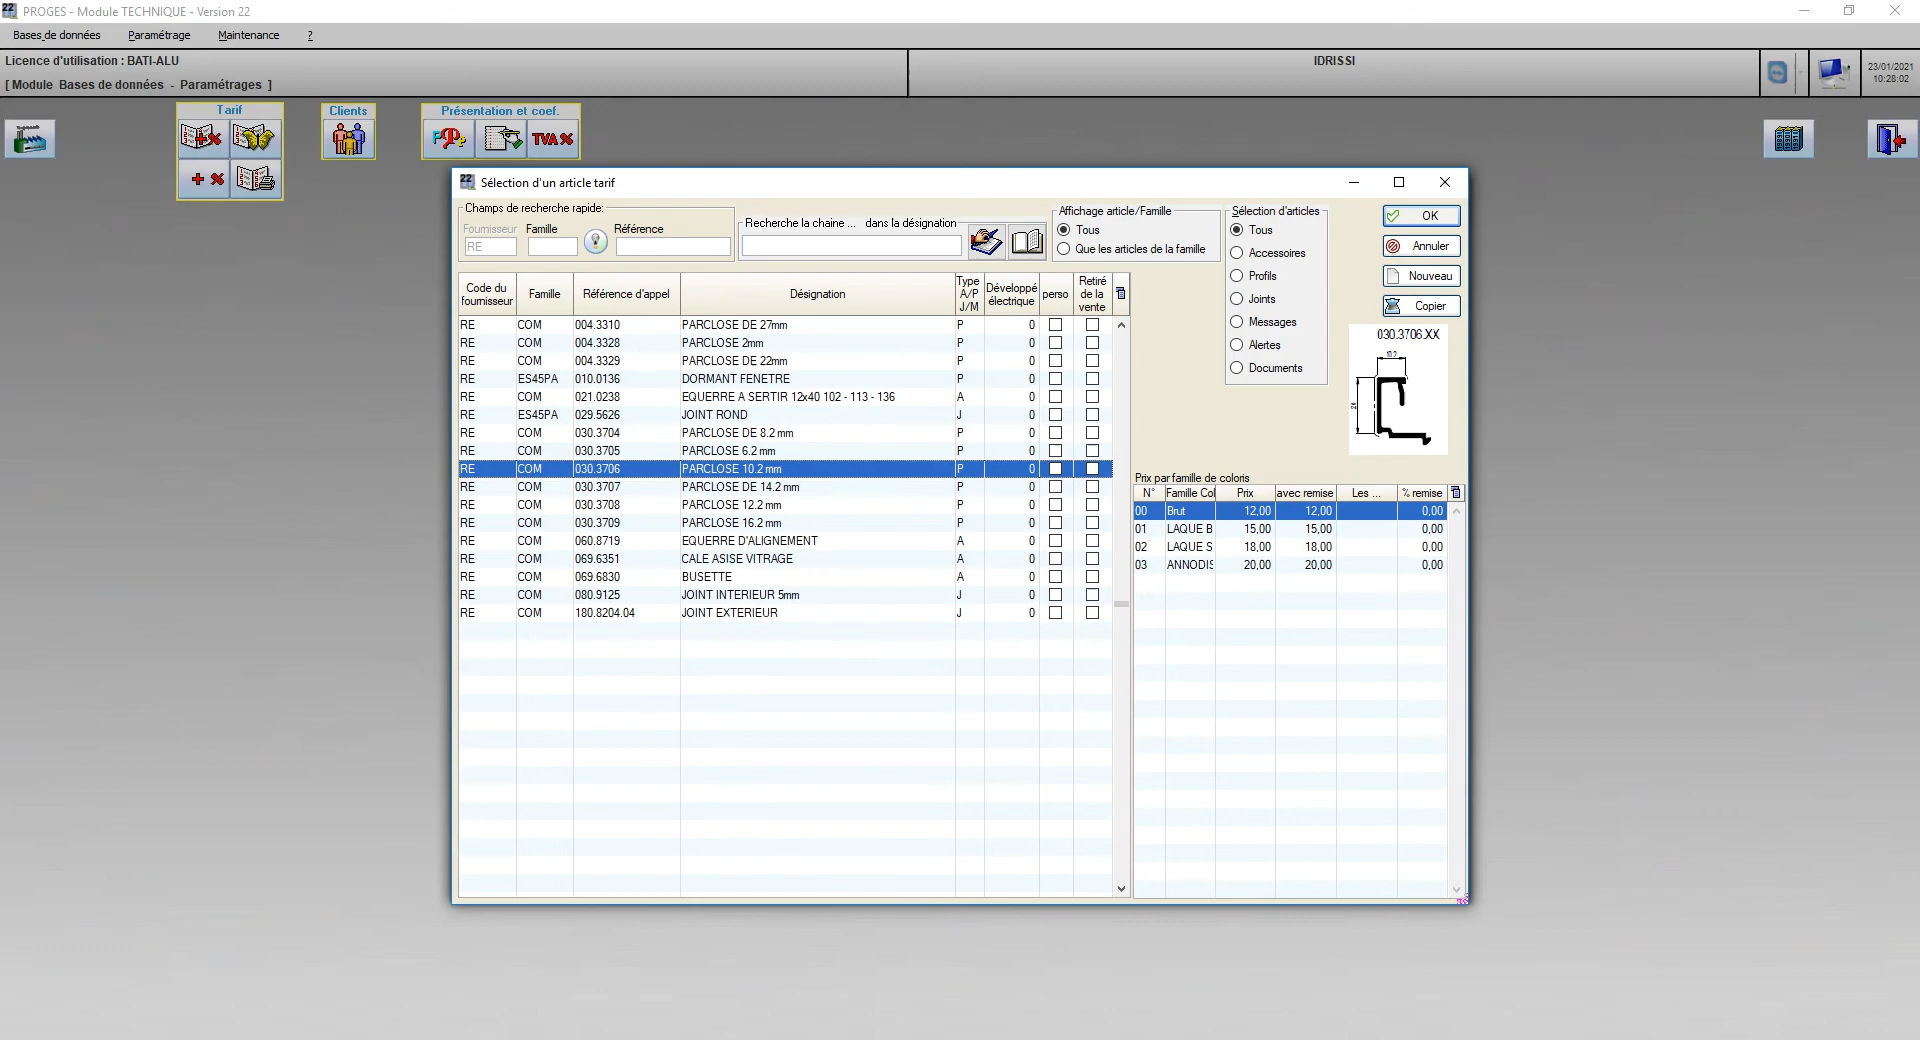 PROGES - Module TECHNIQUE - Version 22
Bases de données Paramétrage Maintenance ?
Licence d'utilisation : BATI-ALU
IDRISSI
[ Module Bases de données - Paramétrages ]
23/01/2021
10:28:02
Tarif
Clients
Présentation et coef.
TVA %
Sélection d'un article tarif
Champs de recherche rapide:
Fournisseur Famille Référence
RE
Recherche la chaine ... dans la désignation
Affichage article/Famille
Tous
Que les articles de la famille
Sélection d'articles
Tous
Accessoires
Profils
Joints
Messages
Alertes
Documents
OK
Annuler
Nouveau
Copier
030.3706.XX
10.2
Code du fournisseur Famille Référence d'appel Désignation Type A/P J/M Développé électrique perso Retiré de la vente
RE COM 004.3310 PARCLOSE DE 27mm P 0
RE COM 004.3328 PARCLOSE 2mm P 0
RE COM 004.3329 PARCLOSE DE 22mm P 0
RE ES45PA 010.0136 DORMANT FENETRE P 0
RE COM 021.0238 EQUERRE A SERTIR 12x40 102 - 113 - 136 A 0
RE ES45PA 029.5626 JOINT ROND J 0
RE COM 030.3704 PARCLOSE DE 8.2 mm P 0
RE COM 030.3705 PARCLOSE 6.2 mm P 0
RE COM 030.3706 PARCLOSE 10.2 mm P 0
RE COM 030.3707 PARCLOSE DE 14.2 mm P 0
RE COM 030.3708 PARCLOSE 12.2 mm P 0
RE COM 030.3709 PARCLOSE 16.2 mm P 0
RE COM 060.8719 EQUERRE D'ALIGNEMENT A 0
RE COM 069.6351 CALE ASISE VITRAGE A 0
RE COM 069.6830 BUSETTE A 0
RE COM 080.9125 JOINT INTERIEUR 5mm J 0
RE COM 180.8204.04 JOINT EXTERIEUR J 0
Prix par famille de coloris
N° Famille Col Prix avec remise Les ... % remise
00 Brut 12,00 12,00 0,00
01 LAQUE B 15,00 15,00 0,00
02 LAQUE S 18,00 18,00 0,00
03 ANNODIS 20,00 20,00 0,00